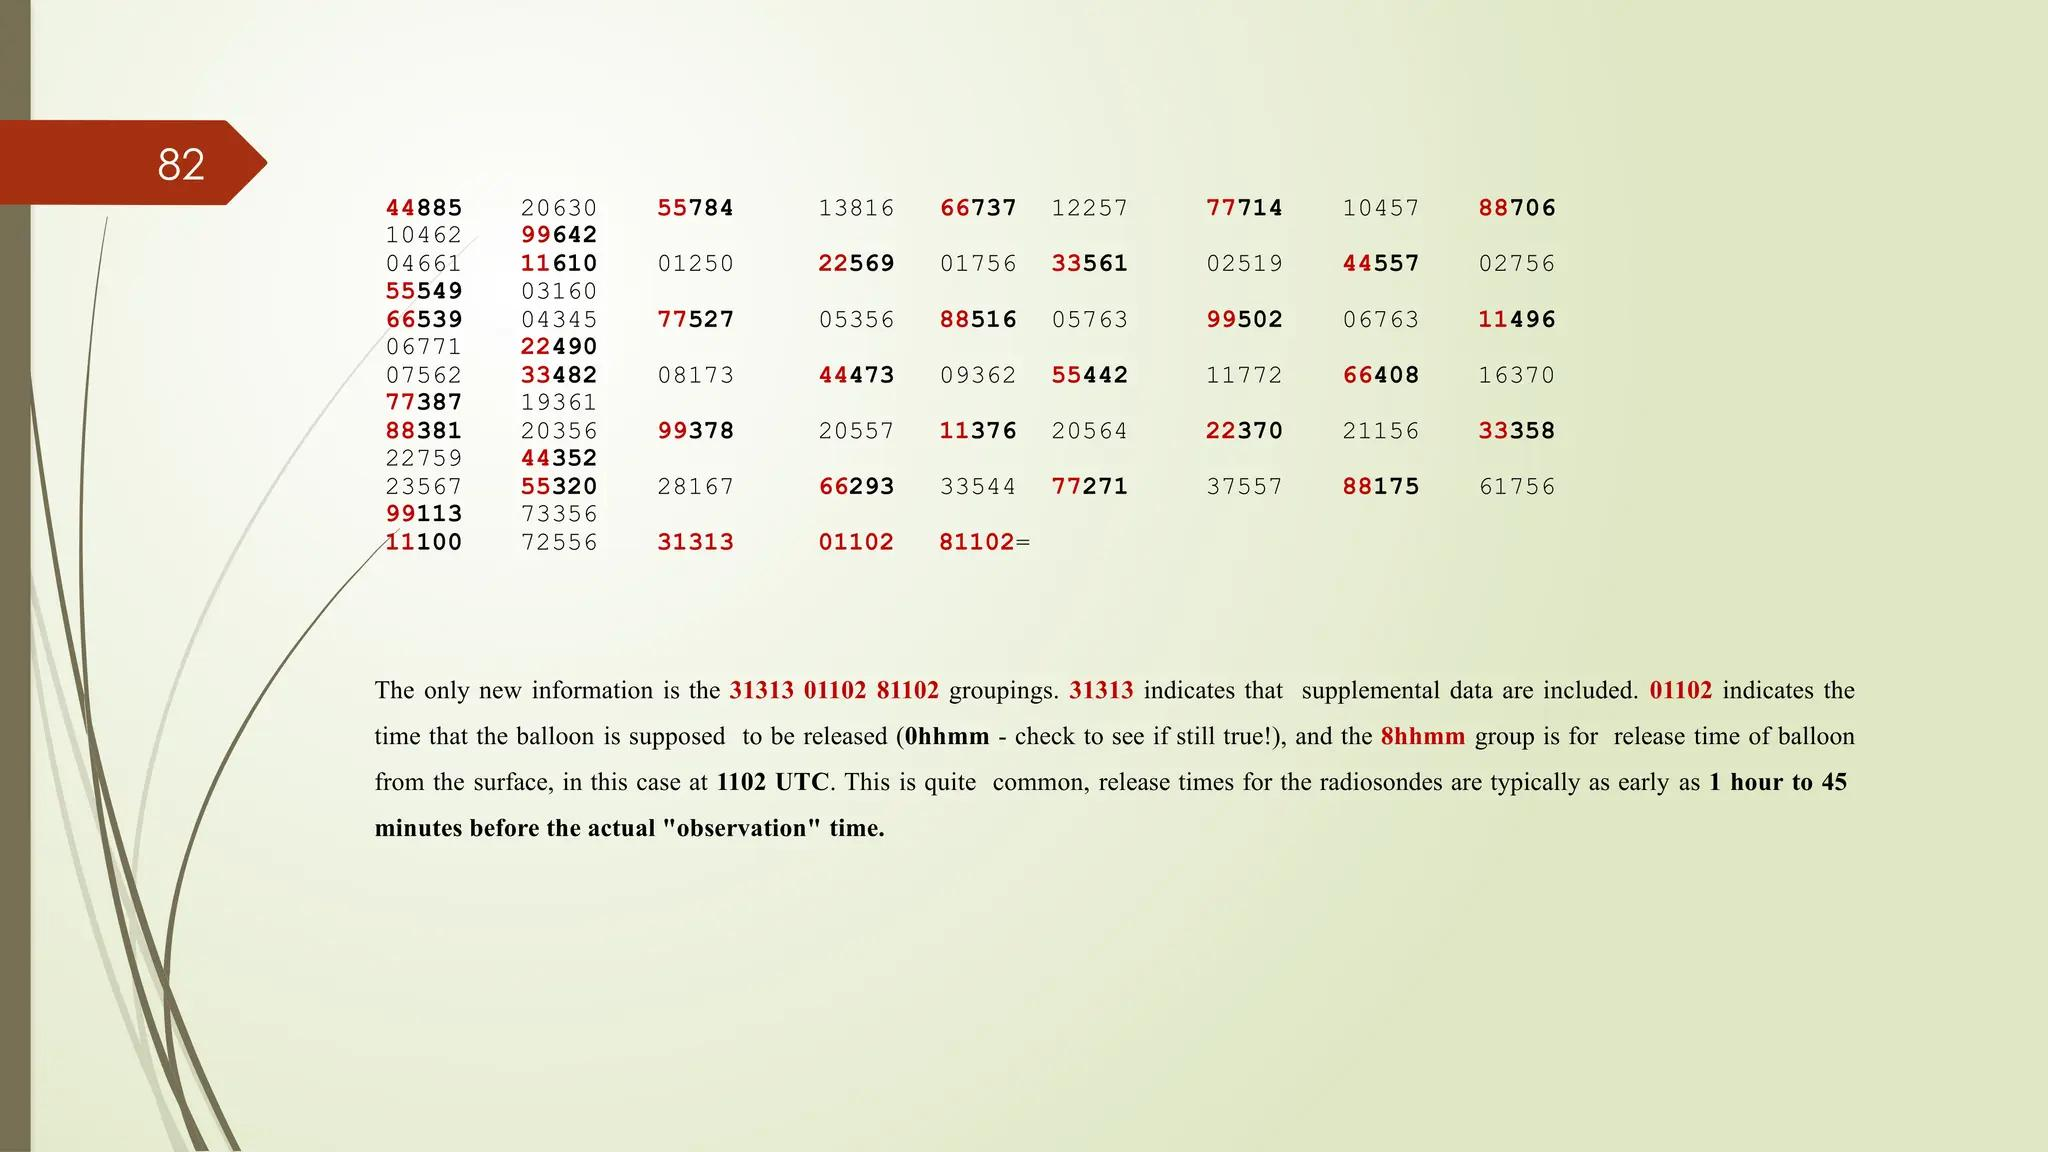 82
44885 20630 55784 13816 66737 12257 77714 10457 88706
10462 99642
04661 11610 01250 22569 01756 33561 02519 44557 02756
55549 03160
66539 04345 77527 05356 88516 05763 99502 06763 11496
06771 22490
07562 33482 08173 44473 09362 55442 11772 66408 16370
77387 19361
88381 20356 99378 20557 11376 20564 22370 21156 33358
22759 44352
23567 55320 28167 66293 33544 77271 37557 88175 61756
99113 73356
11100 72556 31313 01102 81102=
The only new information is the 31313 01102 81102 groupings. 31313 indicates that supplemental data are included. 01102 indicates the
time that the balloon is supposed to be released (0hhmm - check to see if still true!), and the 8hhmm group is for release time of balloon
from the surface, in this case at 1102 UTC. This is quite common, release times for the radiosondes are typically as early as 1 hour to 45
minutes before the actual "observation" time.